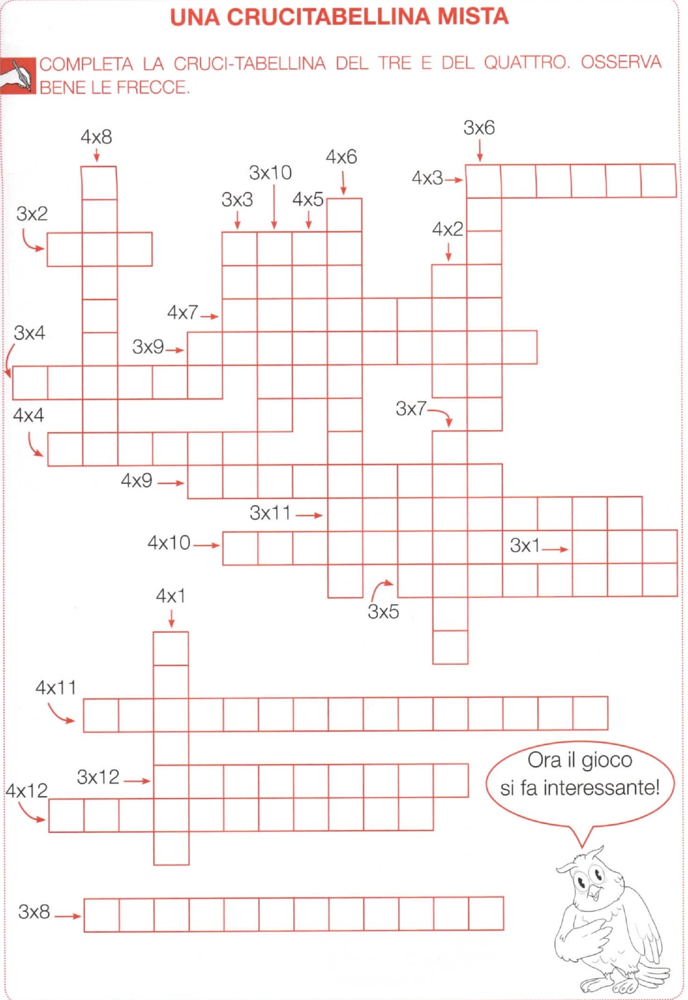 UNA CRUCITABELLINA MISTA
COMPLETA LA CRUCI-TABELLINA DEL TRE E DEL QUATTRO. OSSERVA
BENE LE FRECCE.
3x6
4x8
4x6
3x10
4x3
3x3
4x5
3x2
4x2
4x7
3x4
3x9
3x7
4x4
4x9
3x11
4x10
3x1
4x1
3x5
4x11
Ora il gioco
3x12
si fa interessante!
4x12
3x8